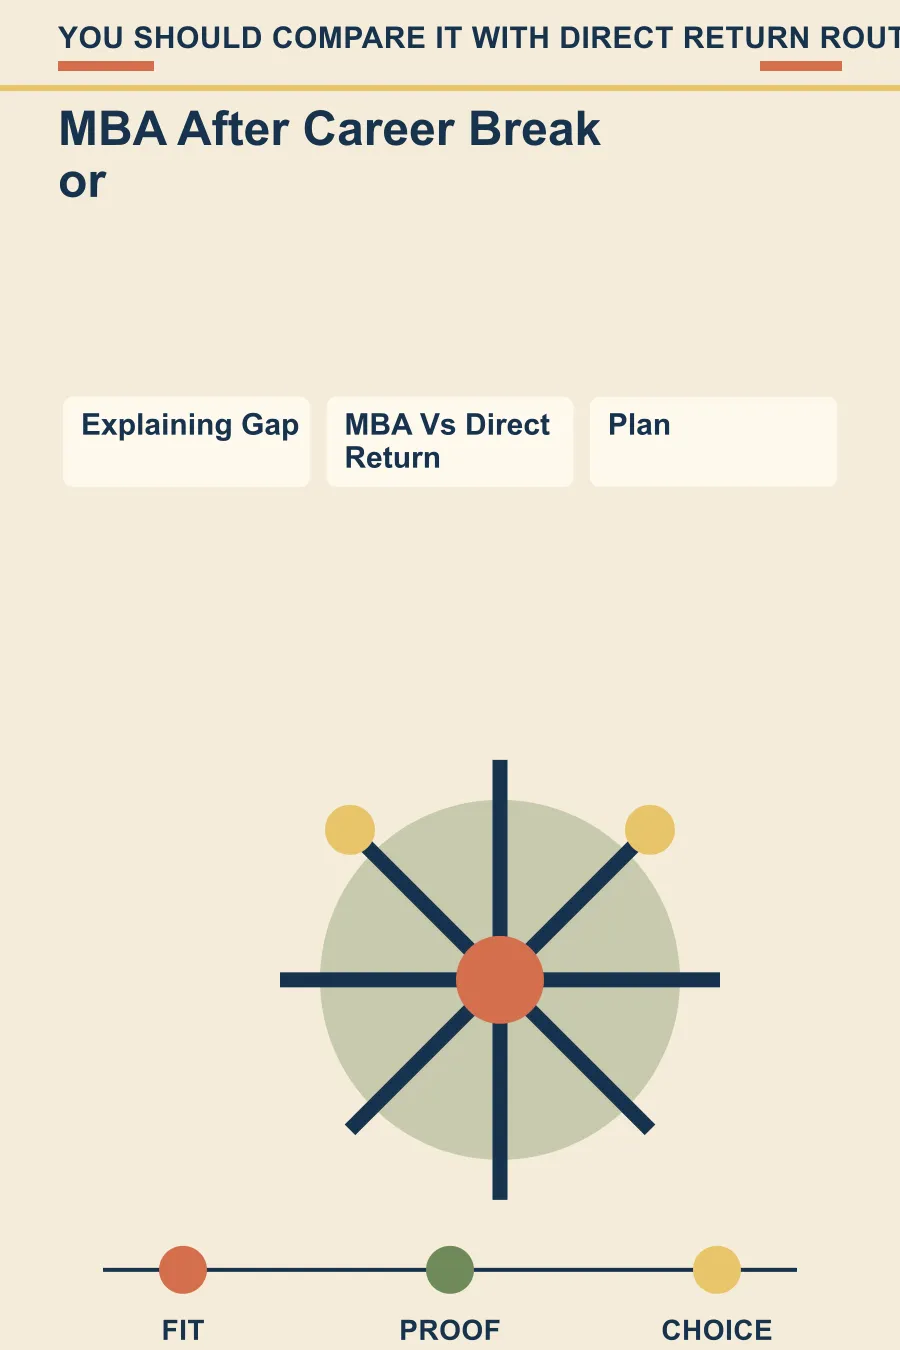 YOU SHOULD COMPARE IT WITH DIRECT RETURN ROUT
MBA After Career Break
or
Explaining Gap
MBA Vs Direct
Return
Plan
FIT
PROOF
CHOICE